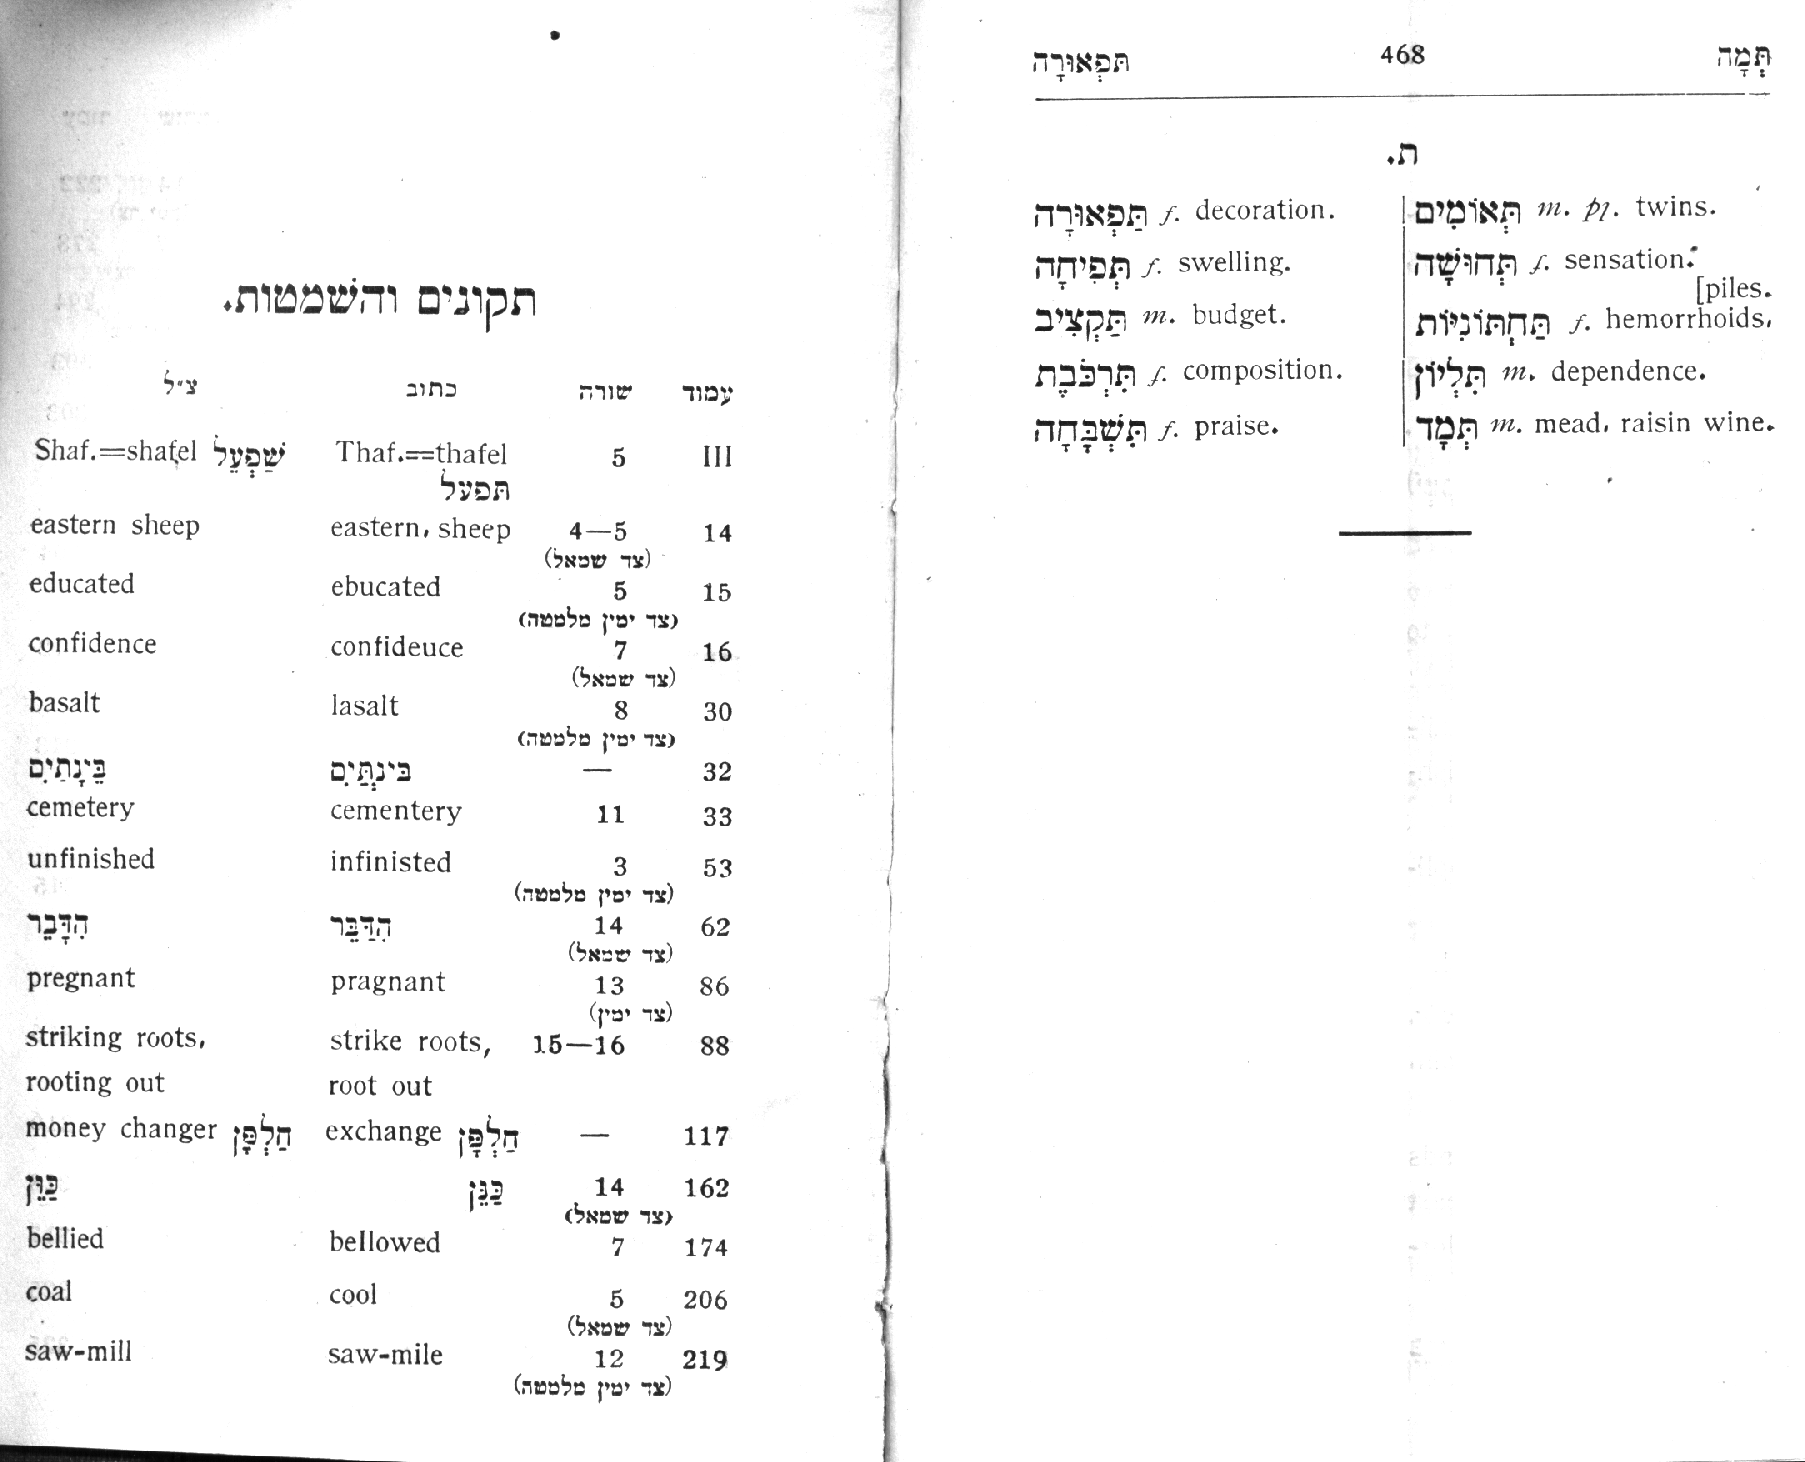 תְּמָה 468 תַּפְאוּרָה
ת.
תְּאוֹמִים m. pl. twins.
תְּחוּשָׁה f. sensation.
[piles.
תַּחְתּוֹנִיּוֹת f. hemorrhoids,
תִּלְיוֹן m. dependence.
תְּמָד m. mead, raisin wine.
תַּפְאוּרָה f. decoration.
תְּפִיחָה f. swelling.
תַּקְצִיב m. budget.
תִּרְכֹּבֶת f. composition.
תִּשְׁבָּחָה f. praise.
תקונים והשמטות.
עמוד שורה כתוב צ״ל
III 5 Thaf.==thafel Shaf.=shafel שַׁפְעֵל
תפעל
14 4—5 eastern, sheep eastern sheep
(צד שמאל)
15 5 ebucated educated
(צד ימין מלמטה)
16 7 confideuce confidence
(צד שמאל)
30 8 lasalt basalt
(צד ימין מלמטה)
32 — בינְתַּיִם בֵּינָתַיִם
33 11 cementery cemetery
53 3 infinisted unfinished
(צד ימין מלמטה)
62 14 הִדַּבֵּר הִדָּבֵר
(צד שמאל)
86 13 pragnant pregnant
(צד ימין)
88 15—16 strike roots, striking roots,
root out rooting out
117 — exchange חַלְפָּן money changer חַלְפָּן
162 14 כַּנֵּן כַּוֵּן
(צד שמאל)
174 7 bellowed bellied
206 5 cool coal
(צד שמאל)
219 12 saw-mile saw-mill
(צד ימין מלמטה)